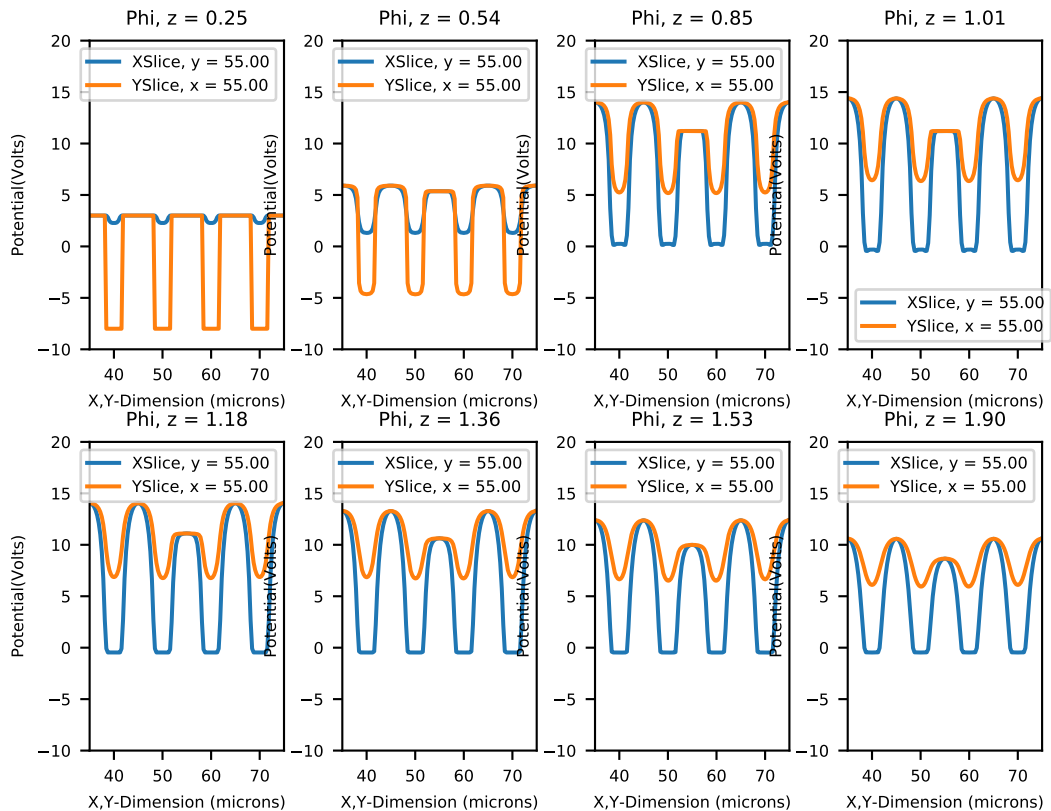 Phi, z = 0.25
Phi, z = 0.54
Phi, z = 0.85
Phi, z = 1.01
Potential(Volts)
20
15
10
5
0
−5
−10
XSlice, y = 55.00
YSlice, x = 55.00
40 50 60 70
X,Y-Dimension (microns)
20
15
10
5
0
−5
−10
XSlice, y = 55.00
YSlice, x = 55.00
40 50 60 70
X,Y-Dimension (microns)
Potential(Volts)
20
15
10
5
0
−5
−10
XSlice, y = 55.00
YSlice, x = 55.00
40 50 60 70
X,Y-Dimension (microns)
Potential(Volts)
20
15
10
5
0
−5
−10
XSlice, y = 55.00
YSlice, x = 55.00
40 50 60 70
X,Y-Dimension (microns)
Phi, z = 1.18
Phi, z = 1.36
Phi, z = 1.53
Phi, z = 1.90
Potential(Volts)
20
15
10
5
0
−5
−10
XSlice, y = 55.00
YSlice, x = 55.00
40 50 60 70
X,Y-Dimension (microns)
Potential(Volts)
20
15
10
5
0
−5
−10
XSlice, y = 55.00
YSlice, x = 55.00
40 50 60 70
X,Y-Dimension (microns)
Potential(Volts)
20
15
10
5
0
−5
−10
XSlice, y = 55.00
YSlice, x = 55.00
40 50 60 70
X,Y-Dimension (microns)
Potential(Volts)
20
15
10
5
0
−5
−10
XSlice, y = 55.00
YSlice, x = 55.00
40 50 60 70
X,Y-Dimension (microns)